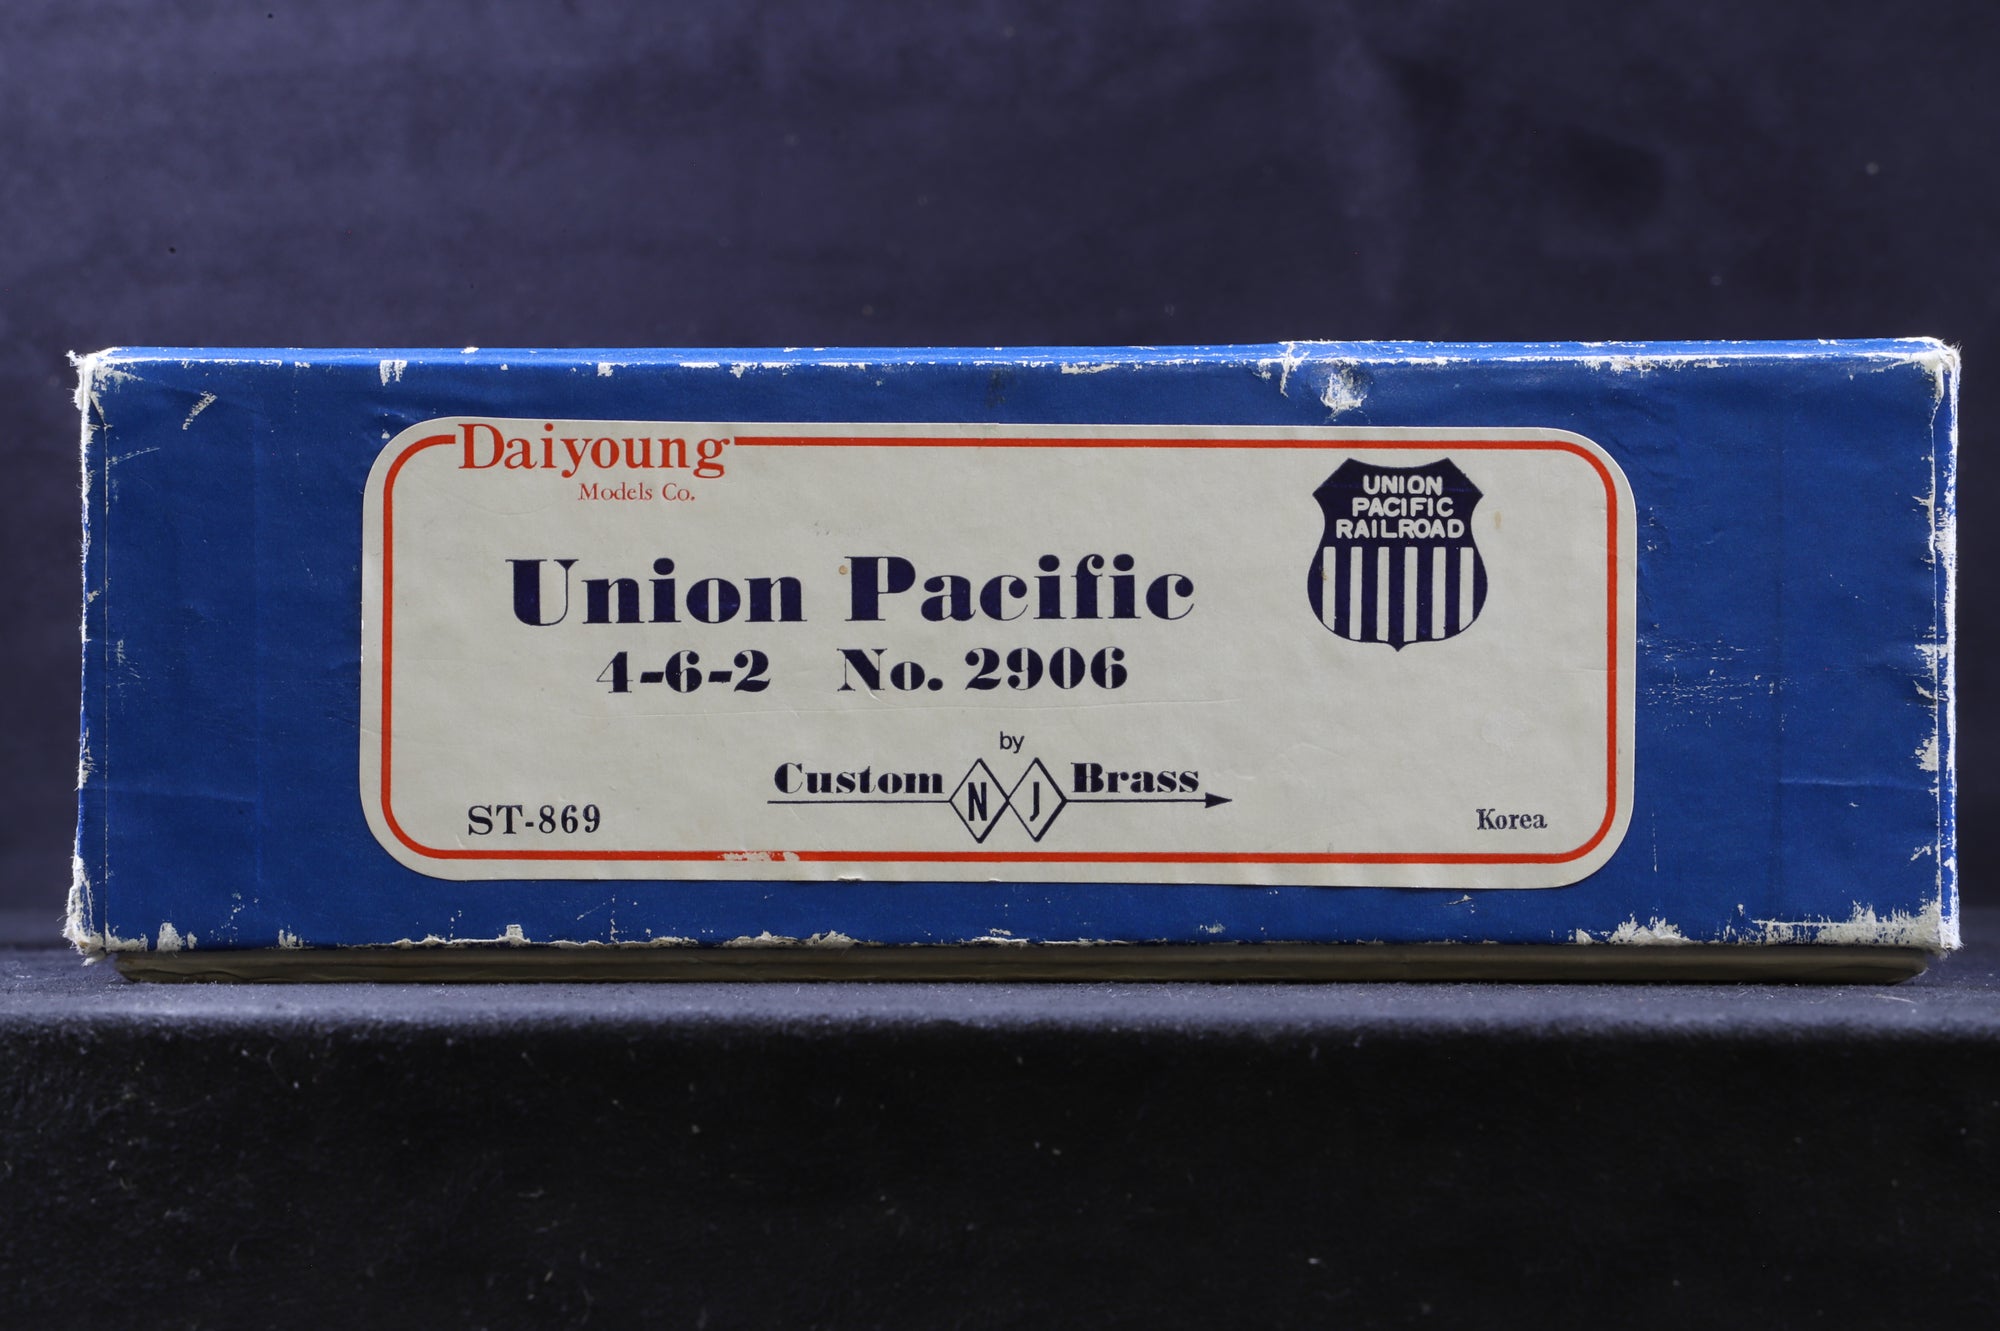 Daiyoung
Models Co.
UNION
PACIFIC
RAILROAD
Union Pacific
4-6-2 No. 2906
by
Custom NJ Brass
ST-869
Korea